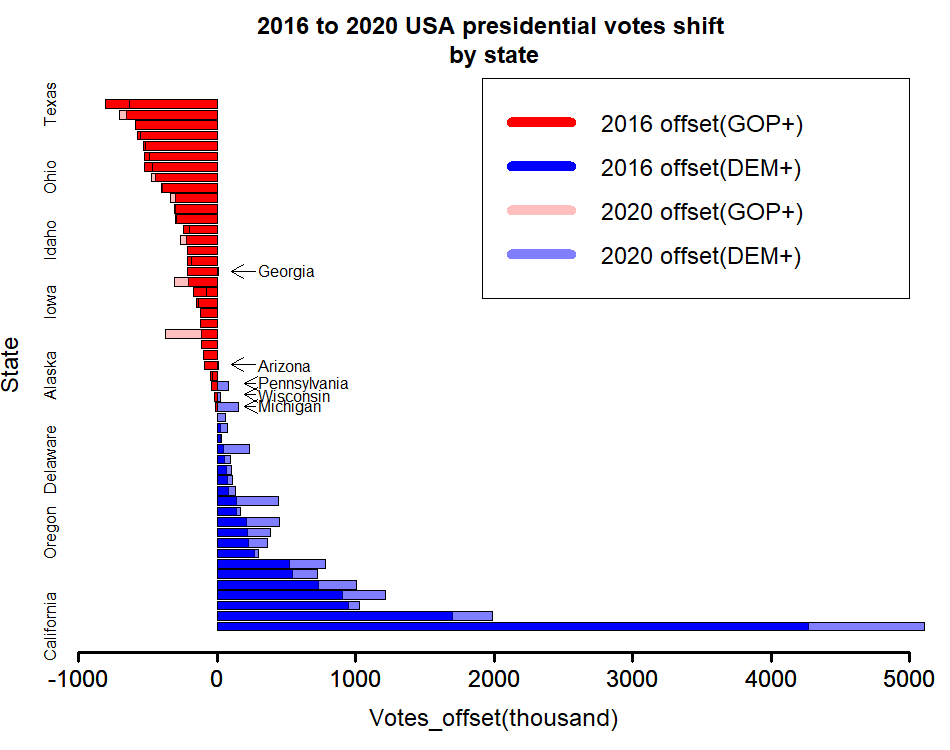 2016 to 2020 USA presidential votes shift
by state
2016 offset(GOP+)
2016 offset(DEM+)
2020 offset(GOP+)
2020 offset(DEM+)
Texas
Ohio
Idaho
Iowa
Alaska
Delaware
Oregon
California
State
Georgia
Arizona
Pennsylvania
Wisconsin
Michigan
-1000 0 1000 2000 3000 4000 5000
Votes_offset(thousand)